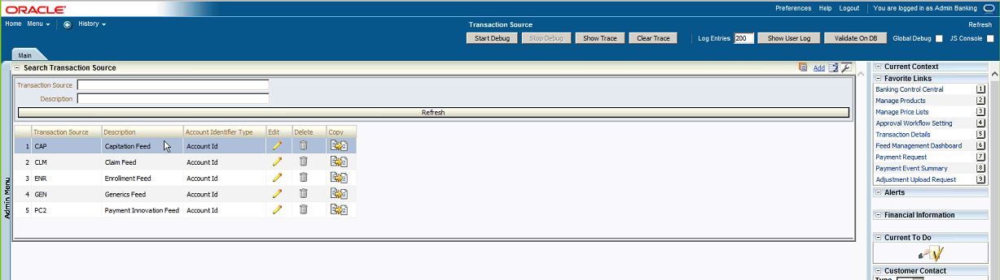 ORACLE
Preferences Help Logout You are logged in as Admin Banking
Home Menu History Transaction Source Refresh
Start Debug Stop Debug Show Trace Clear Trace Log Entries 200 Show User Log Validate On DB Global Debug JS Console
Main
Admin Menu
Search Transaction Source Add
Transaction Source
Description
Refresh
Transaction Source Description Account Identifier Type Edit Delete Copy
1 CAP Capitation Feed Account Id
2 CLM Claim Feed Account Id
3 ENR Enrollment Feed Account Id
4 GEN Generics Feed Account Id
5 PC2 Payment Innovation Feed Account Id
Current Context
Favorite Links
Banking Control Central 1
Manage Products 2
Manage Price Lists 3
Approval Workflow Setting 4
Transaction Details 5
Feed Management Dashboard 6
Payment Request 7
Payment Event Summary 8
Adjustment Upload Request 9
Alerts
Financial Information
Current To Do
Customer Contact
Type